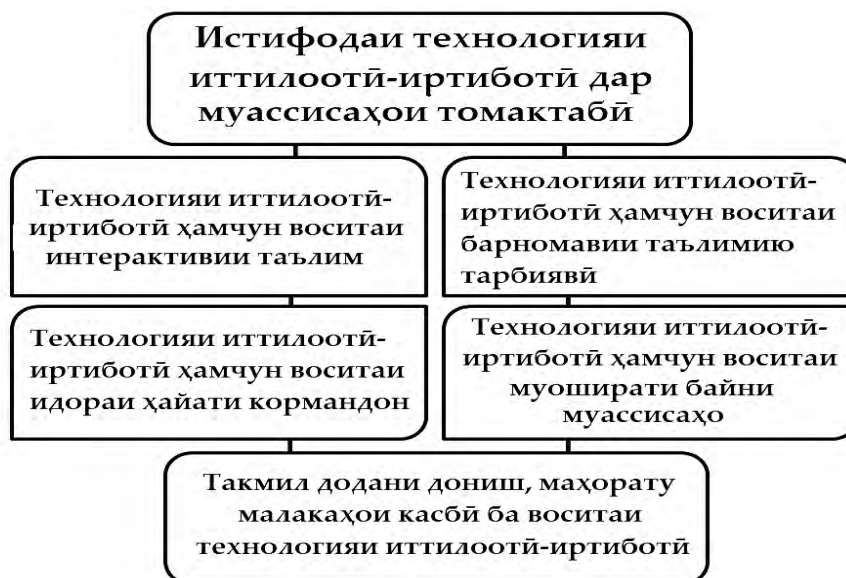 Истифодаи технологияи
иттилоотӣ-иртиботӣ дар
муассисаҳои томактабӣ
Технологияи иттилоотӣ-
иртиботӣ ҳамчун воситаи
интерактивии таълим
Технологияи иттилоотӣ-
иртиботӣ ҳамчун воситаи
барномавии таълимию
тарбиявӣ
Технологияи иттилоотӣ-
иртиботӣ ҳамчун воситаи
идораи ҳайати кормандон
Технологияи иттилоотӣ-
иртиботӣ ҳамчун воситаи
муоширати байни
муассисаҳо
Такмил додани дониш, маҳорату
малакаҳои касбӣ ба воситаи
технологияи иттилоотӣ-иртиботӣ